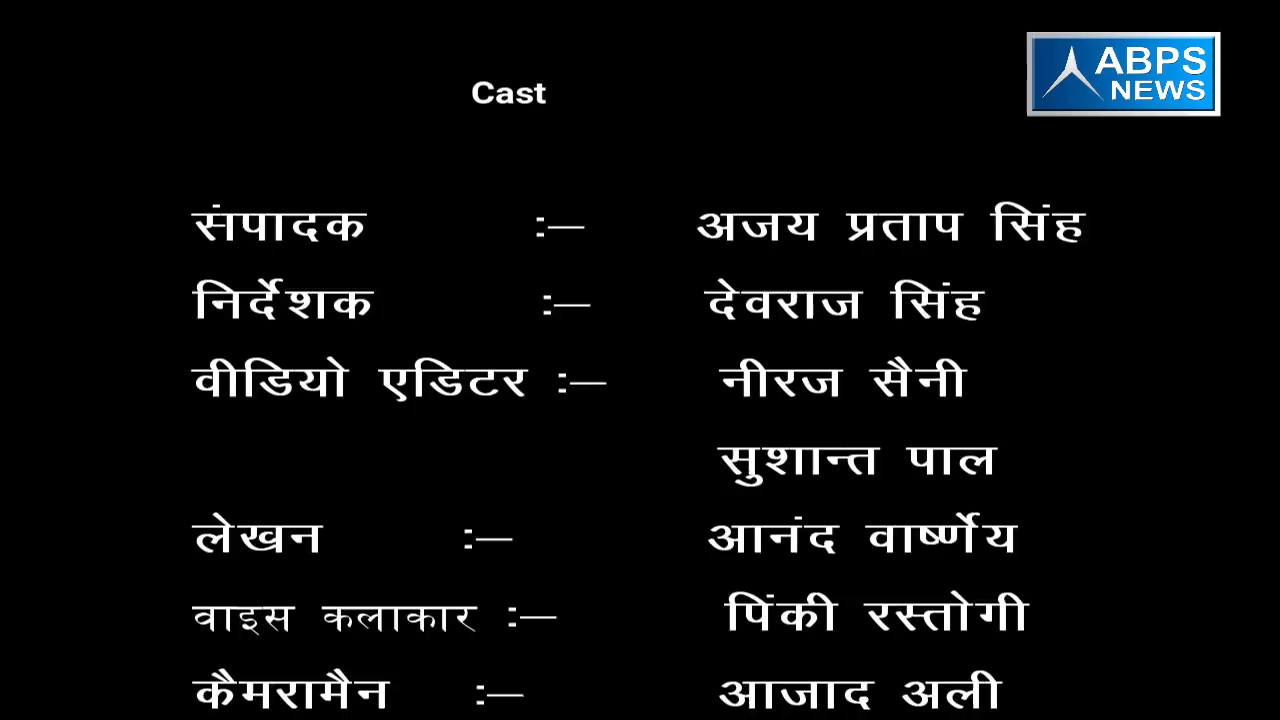 ABPS
NEWS
Cast
संपादक :— अजय प्रताप सिंह
निर्देशक :— देवराज सिंह
वीडियो एडिटर :— नीरज सैनी
सुशान्त पाल
लेखन :— आनंद वार्ष्णेय
वाइस कलाकार :— पिंकी रस्तोगी
कैमरामैन :— आजाद अली